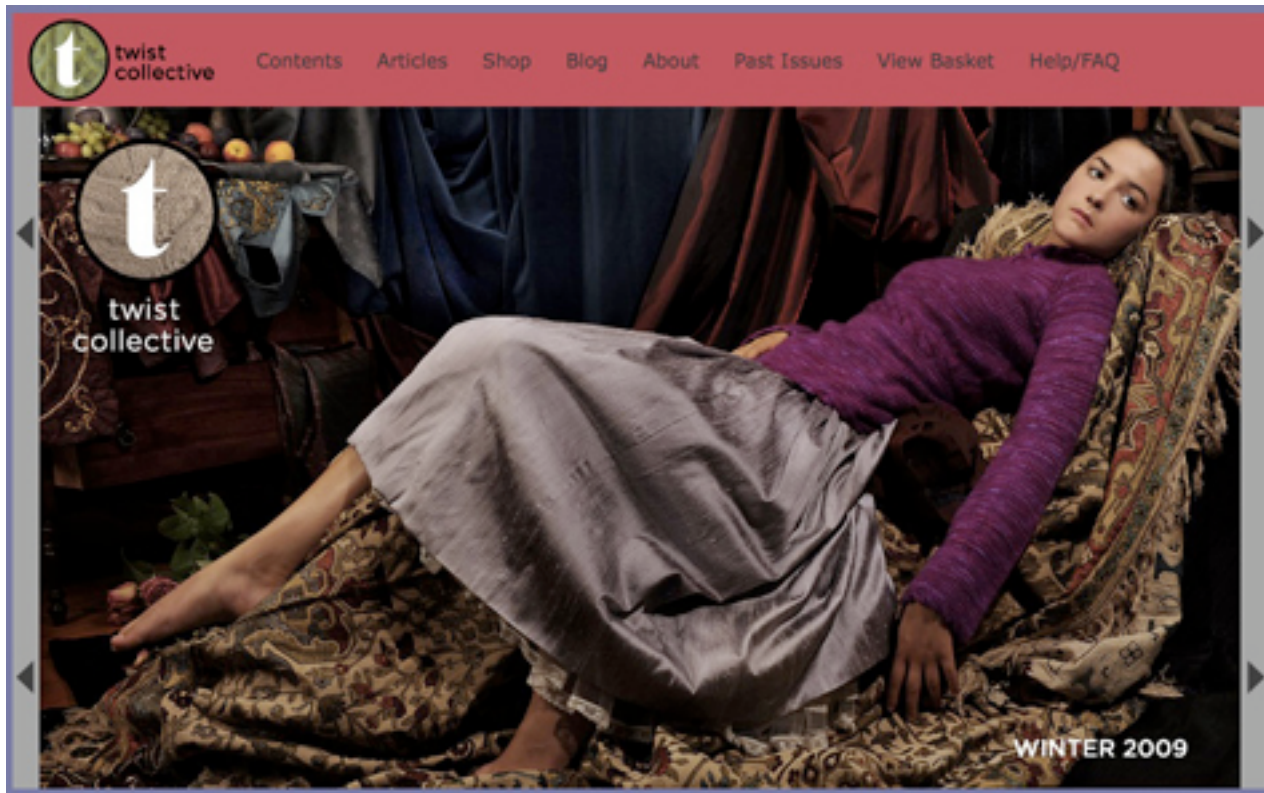 t
twist
collective
Contents Articles Shop Blog About Past Issues View Basket Help/FAQ
t
twist
collective
WINTER 2009